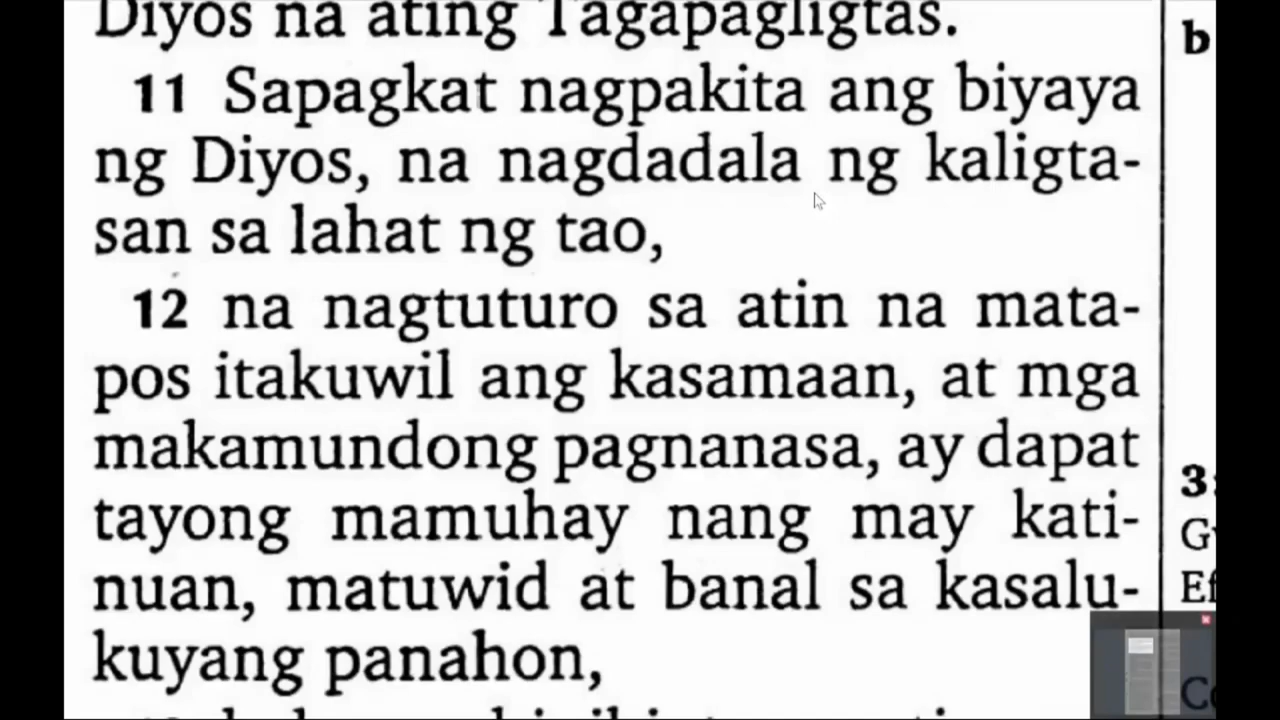 Diyos na ating Tagapagligtas.
11 Sapagkat nagpakita ang biyaya
ng Diyos, na nagdadala ng kaligta-
san sa lahat ng tao,
12 na nagtuturo sa atin na mata-
pos itakuwil ang kasamaan, at mga
makamundong pagnanasa, ay dapat
tayong mamuhay nang may kati-
nuan, matuwid at banal sa kasalu-
kuyang panahon,
b
3:
G
Ef